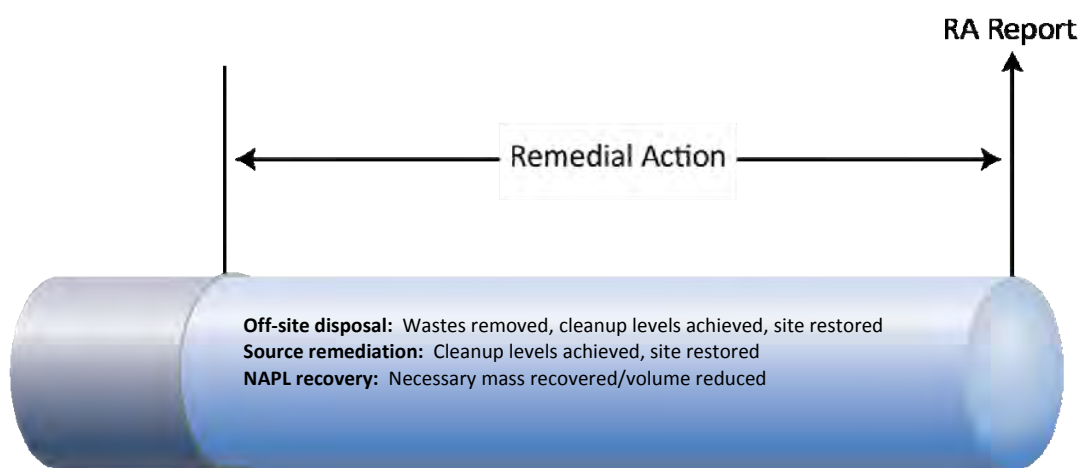 RA Report
Remedial Action
Off-site disposal: Wastes removed, cleanup levels achieved, site restored
Source remediation: Cleanup levels achieved, site restored
NAPL recovery: Necessary mass recovered/volume reduced